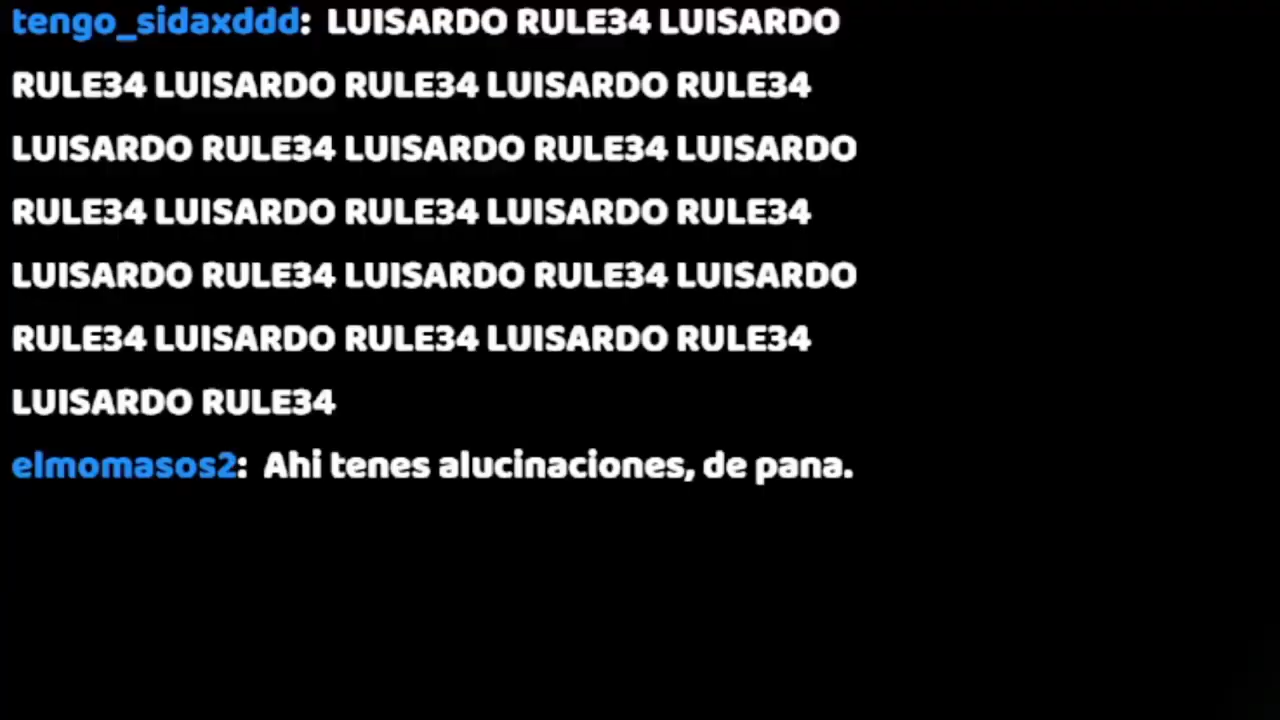 tengo_sidaxddd: LUISARDO RULE34 LUISARDO
RULE34 LUISARDO RULE34 LUISARDO RULE34
LUISARDO RULE34 LUISARDO RULE34 LUISARDO
RULE34 LUISARDO RULE34 LUISARDO RULE34
LUISARDO RULE34 LUISARDO RULE34 LUISARDO
RULE34 LUISARDO RULE34 LUISARDO RULE34
LUISARDO RULE34
elmomasos2: Ahi tenes alucinaciones, de pana.